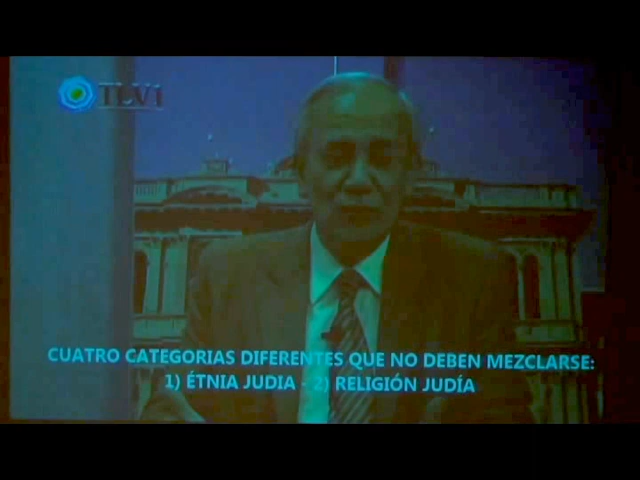 TLV1
CUATRO CATEGORIAS DIFERENTES QUE NO DEBEN MEZCLARSE:
1) ÉTNIA JUDIA - 2) RELIGIÓN JUDÍA